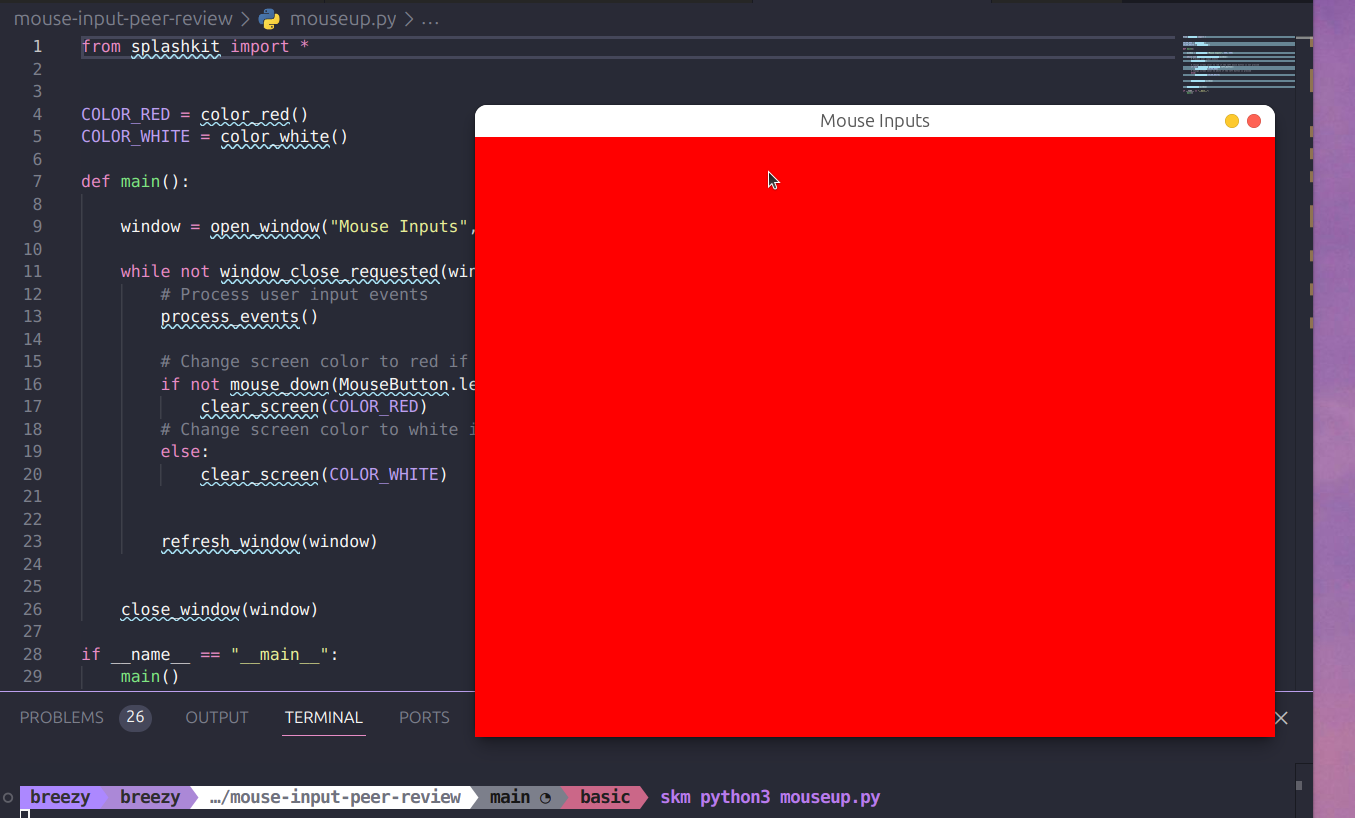 mouse-input-peer-review > mouseup.py > ...
1 from splashkit import *
2
3
4 COLOR_RED = color_red()
5 COLOR_WHITE = color_white()
6
7 def main():
8
9 window = open_window("Mouse Inputs",
10
11 while not window_close_requested(win
12 # Process user input events
13 process_events()
14
15 # Change screen color to red if
16 if not mouse_down(MouseButton.le
17 clear_screen(COLOR_RED)
18 # Change screen color to white i
19 else:
20 clear_screen(COLOR_WHITE)
21
22
23 refresh_window(window)
24
25
26 close_window(window)
27
28 if __name__ == "__main__":
29 main()
Mouse Inputs
PROBLEMS 26 OUTPUT TERMINAL PORTS
breezy breezy …/mouse-input-peer-review main basic skm python3 mouseup.py